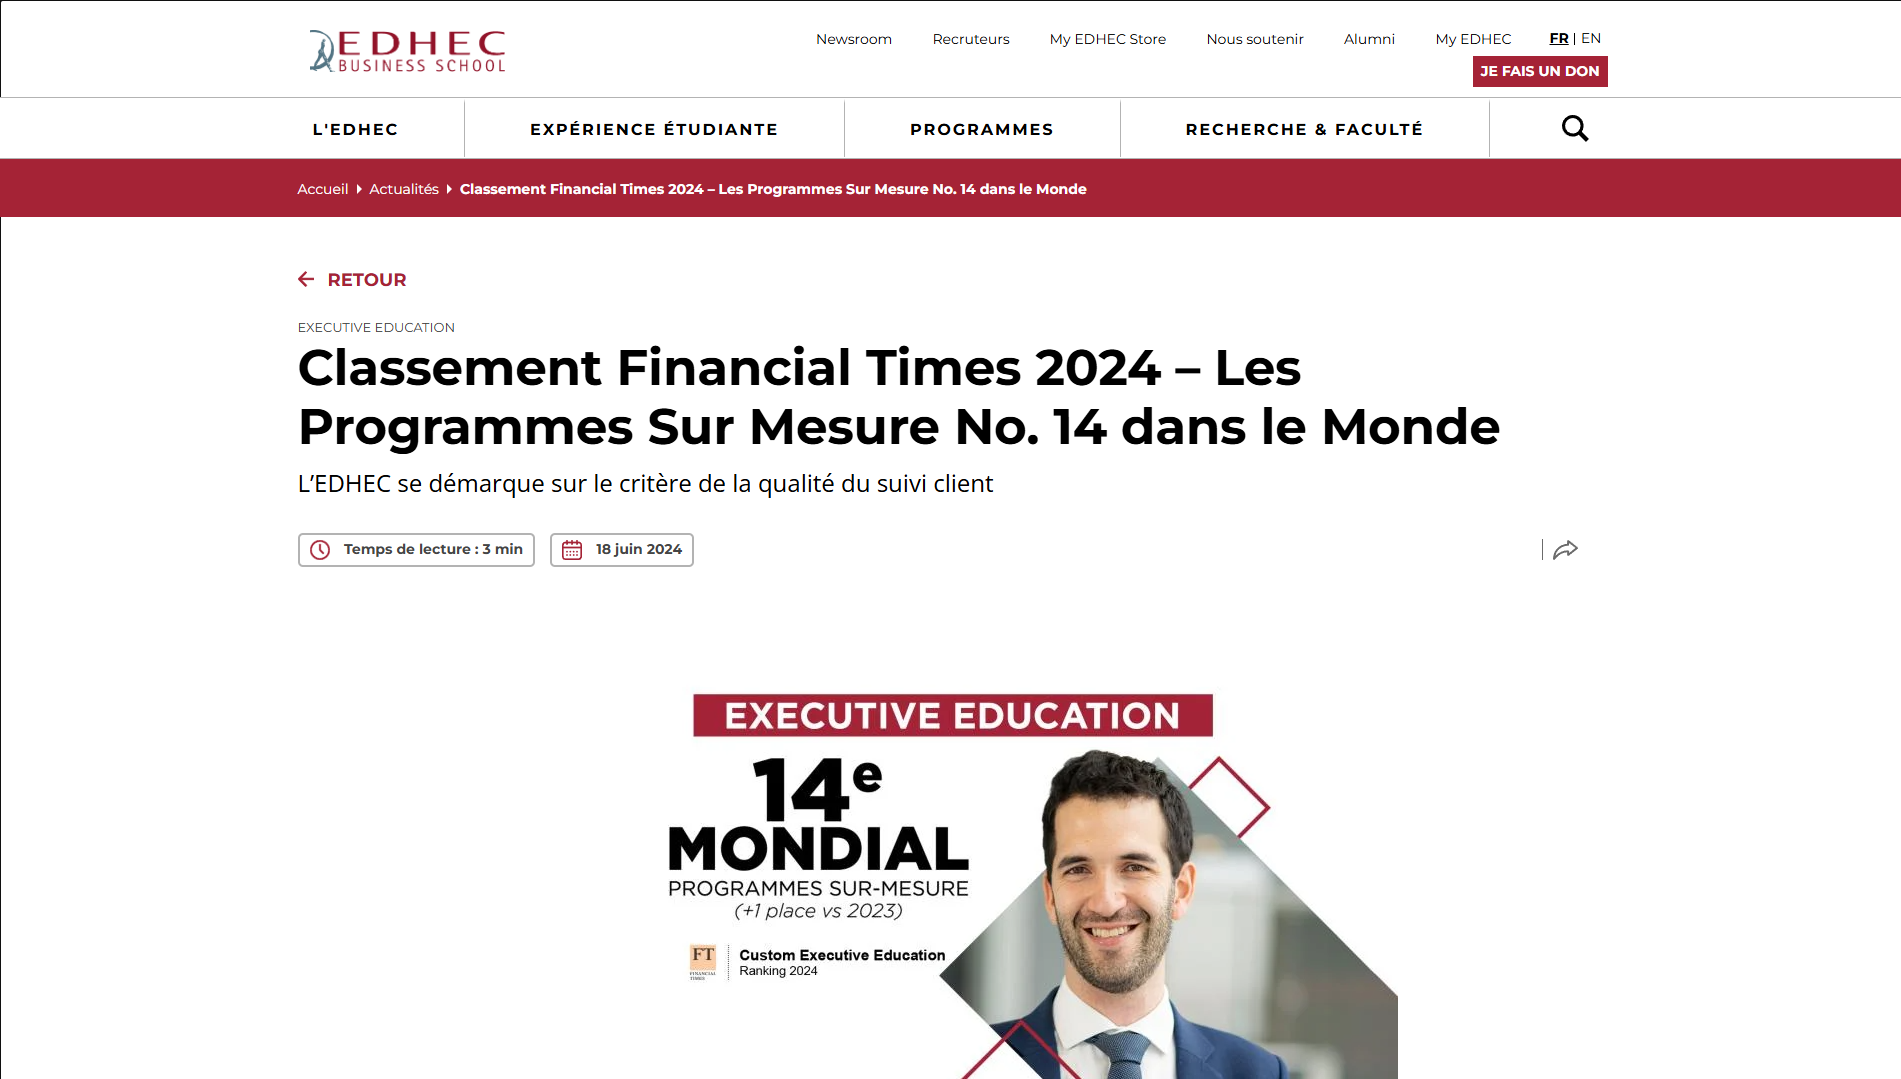 EDHEC
BUSINESS SCHOOL
Newsroom
Recruteurs
My EDHEC Store
Nous soutenir
Alumni
My EDHEC
FR | EN
JE FAIS UN DON
L'EDHEC
EXPÉRIENCE ÉTUDIANTE
PROGRAMMES
RECHERCHE & FACULTÉ
Accueil
Actualités
Classement Financial Times 2024 – Les Programmes Sur Mesure No. 14 dans le Monde
RETOUR
EXECUTIVE EDUCATION
Classement Financial Times 2024 – Les
Programmes Sur Mesure No. 14 dans le Monde
L’EDHEC se démarque sur le critère de la qualité du suivi client
Temps de lecture : 3 min
18 juin 2024
EXECUTIVE EDUCATION
14e
MONDIAL
PROGRAMMES SUR-MESURE
(+1 place vs 2023)
FT
FINANCIAL
TIMES
Custom Executive Education
Ranking 2024